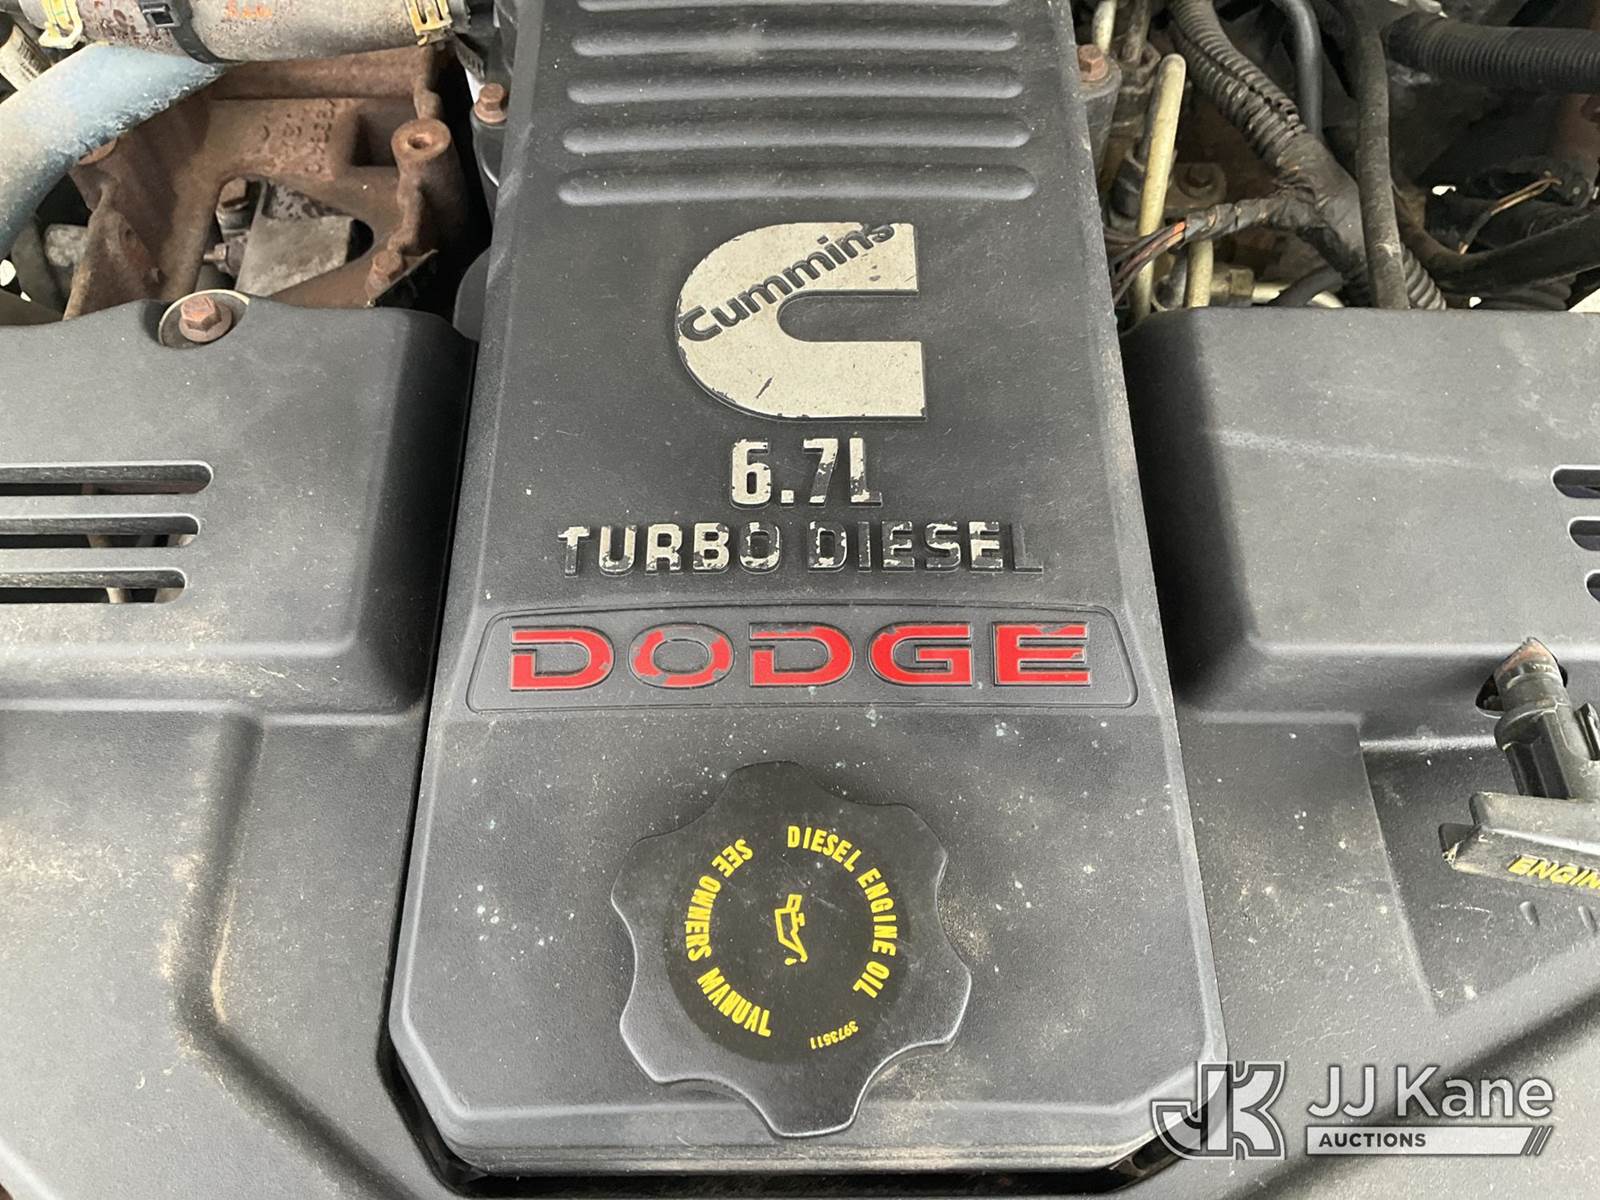 Cummins
6.7L
TURBO DIESEL
DODGE
DIESEL ENGINE OIL
SEE OWNERS MANUAL
3973511
JJ Kane
AUCTIONS